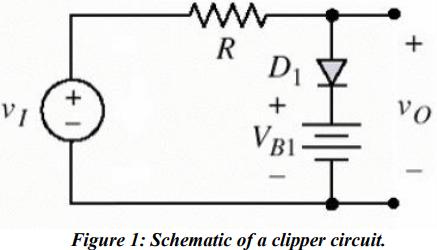 R
D1
+
+
+
vI
−
VB1
vO
−
−
Figure 1: Schematic of a clipper circuit.